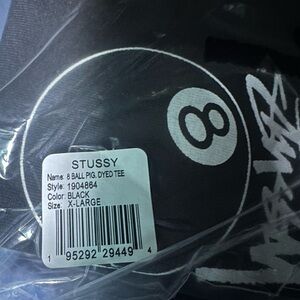 8
STUSSY
Name: 8 BALL PIG. DYED TEE
Style: 1904864
Color: BLACK
Size: X-LARGE
1 95292 29449 4